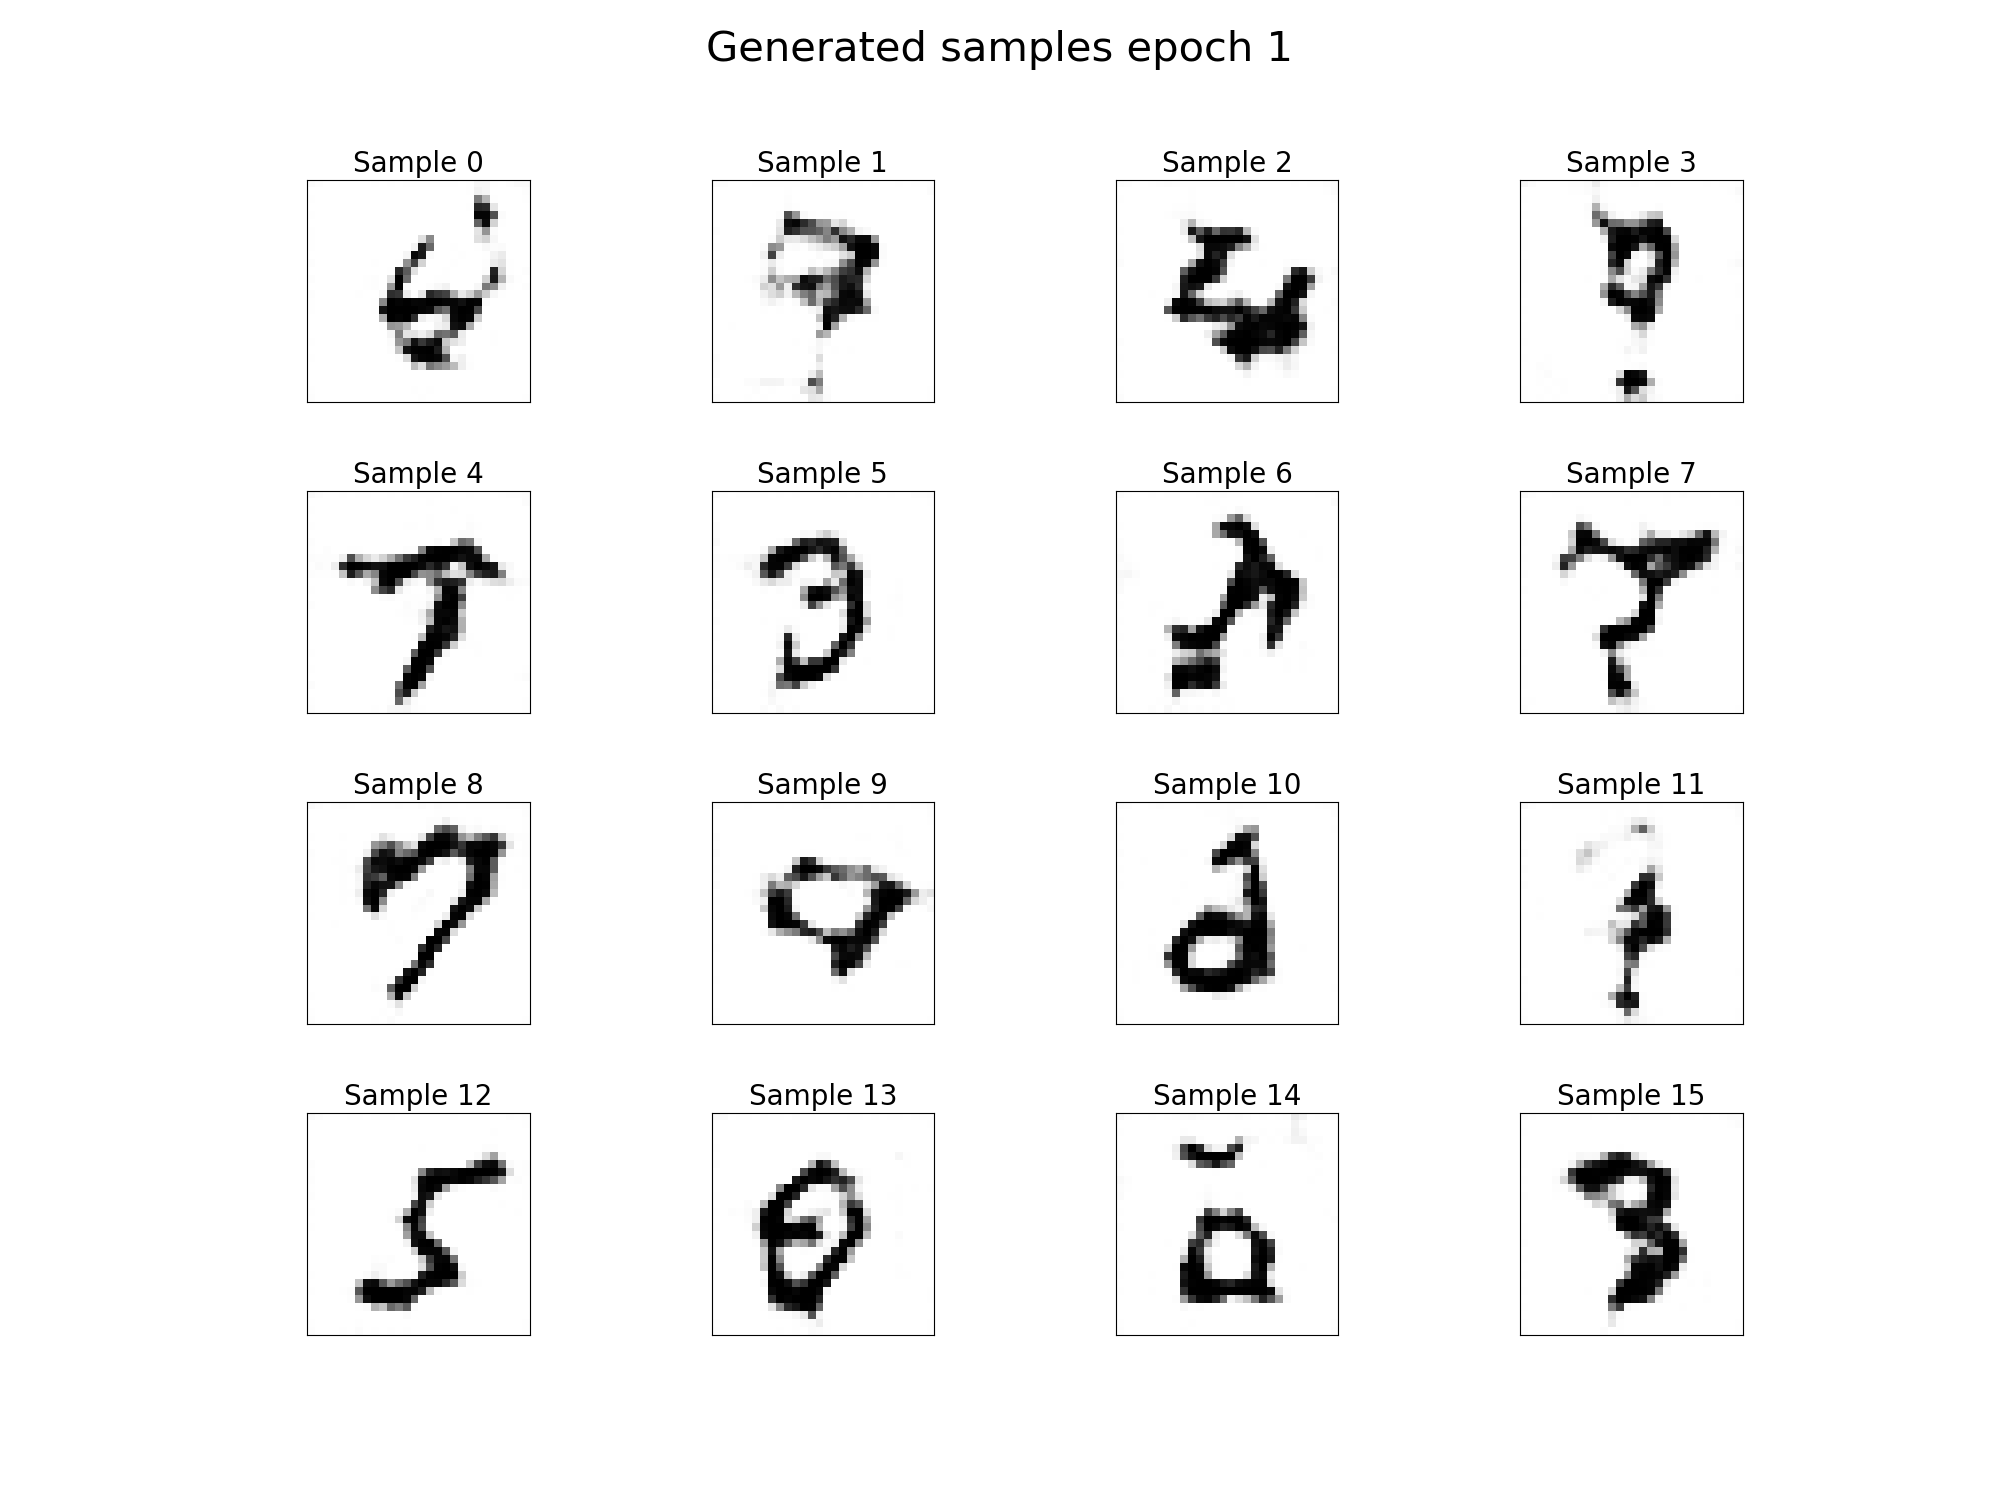 Generated samples epoch 1
Sample 0 Sample 1 Sample 2 Sample 3
Sample 4 Sample 5 Sample 6 Sample 7
Sample 8 Sample 9 Sample 10 Sample 11
Sample 12 Sample 13 Sample 14 Sample 15